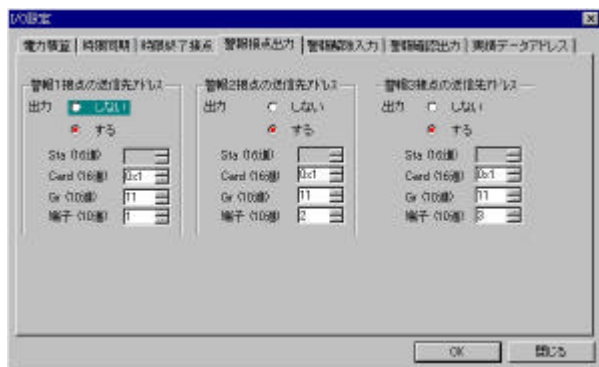 I/O設定
電力積算 時限同期 時限終了接点 警報接点出力 警報解除入力 警報確認出力 実績データアドレス
警報1接点の送信先アドレス 警報2接点の送信先アドレス 警報3接点の送信先アドレス
出力 しない 出力 しない 出力 しない
する する する
Sta (16進) Sta (16進) Sta (16進)
Card (16進) 0x1 Card (16進) 0x1 Card (16進) 0x1
Gr (10進) 11 Gr (10進) 11 Gr (10進) 11
端子 (10進) 1 端子 (10進) 2 端子 (10進) 3
OK 閉じる